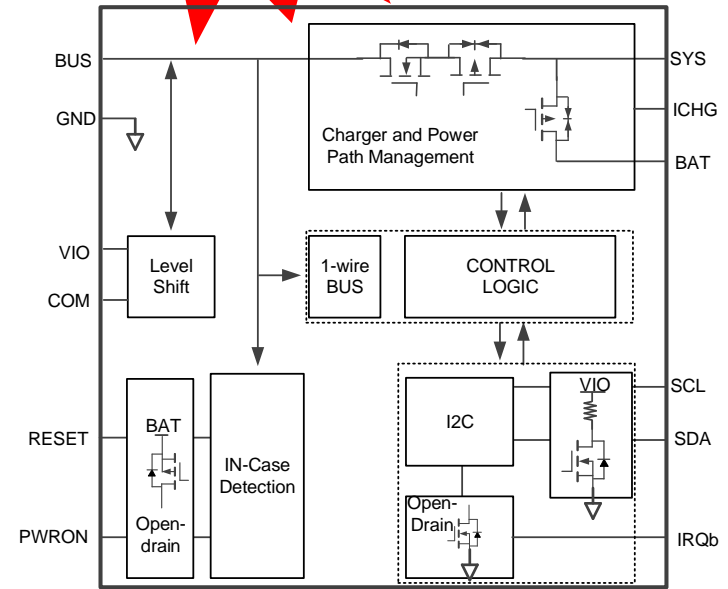 BUS
SYS
GND
ICHG
Charger and Power
Path Management
BAT
VIO
Level
Shift
1-wire
BUS
CONTROL
LOGIC
COM
VIO
SCL
I2C
RESET
BAT
SDA
IN-Case
Detection
Open-
drain
Open-
Drain
PWRON
IRQb